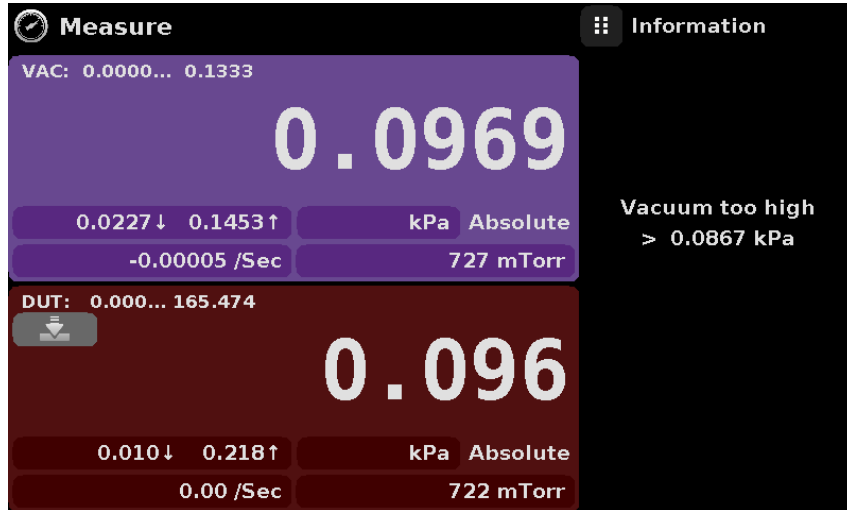 Measure
VAC: 0.0000... 0.1333
0.0969
0.0227↓ 0.1453↑ kPa Absolute
-0.00005 /Sec 727 mTorr
DUT: 0.000... 165.474
0.096
0.010↓ 0.218↑ kPa Absolute
0.00 /Sec 722 mTorr
Information
Vacuum too high
> 0.0867 kPa